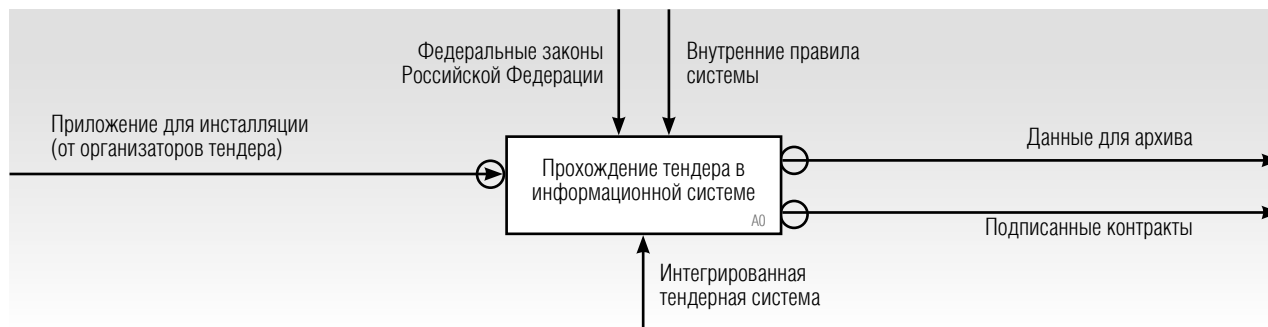 Федеральные законы
Российской Федерации
Внутренние правила
системы
Приложение для инсталляции
(от организаторов тендера)
Прохождение тендера в
информационной системе
A0
Данные для архива
Подписанные контракты
Интегрированная
тендерная система